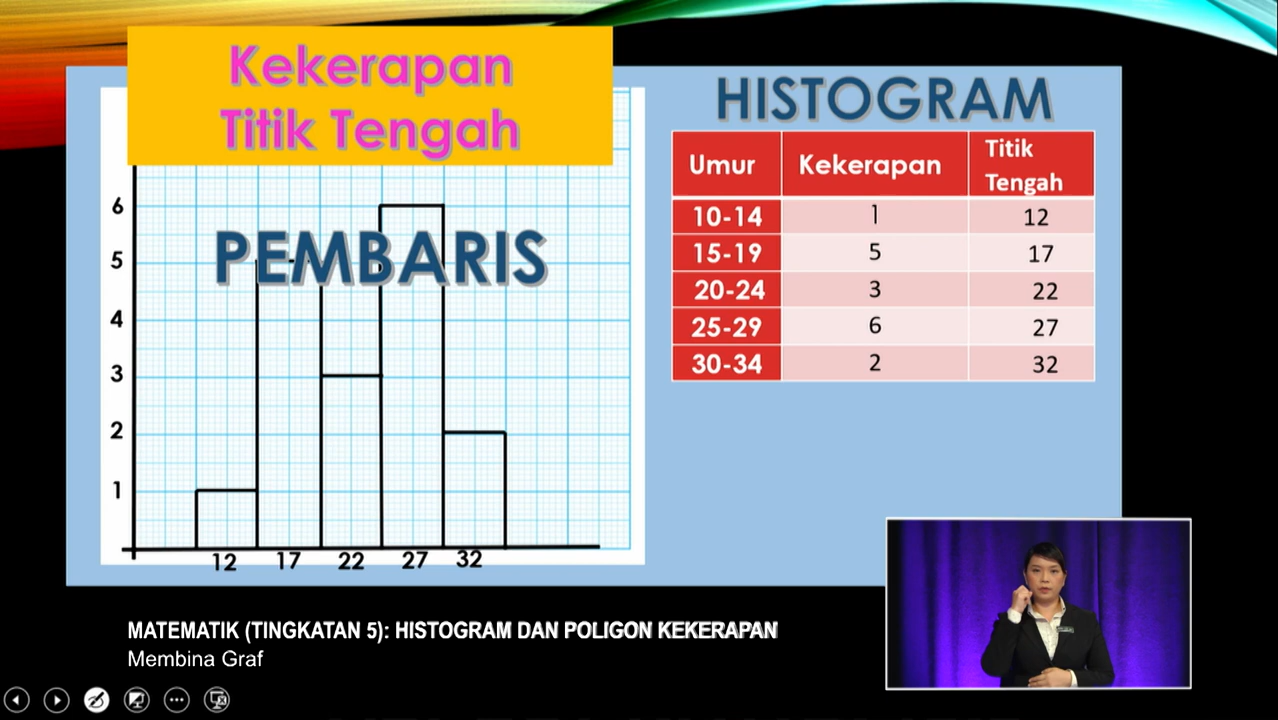 Kekerapan
Titik Tengah
PEMBARIS
6
5
4
3
2
1
12 17 22 27 32
HISTOGRAM
Umur Kekerapan Titik Tengah
10-14 1 12
15-19 5 17
20-24 3 22
25-29 6 27
30-34 2 32
MATEMATIK (TINGKATAN 5): HISTOGRAM DAN POLIGON KEKERAPAN
Membina Graf